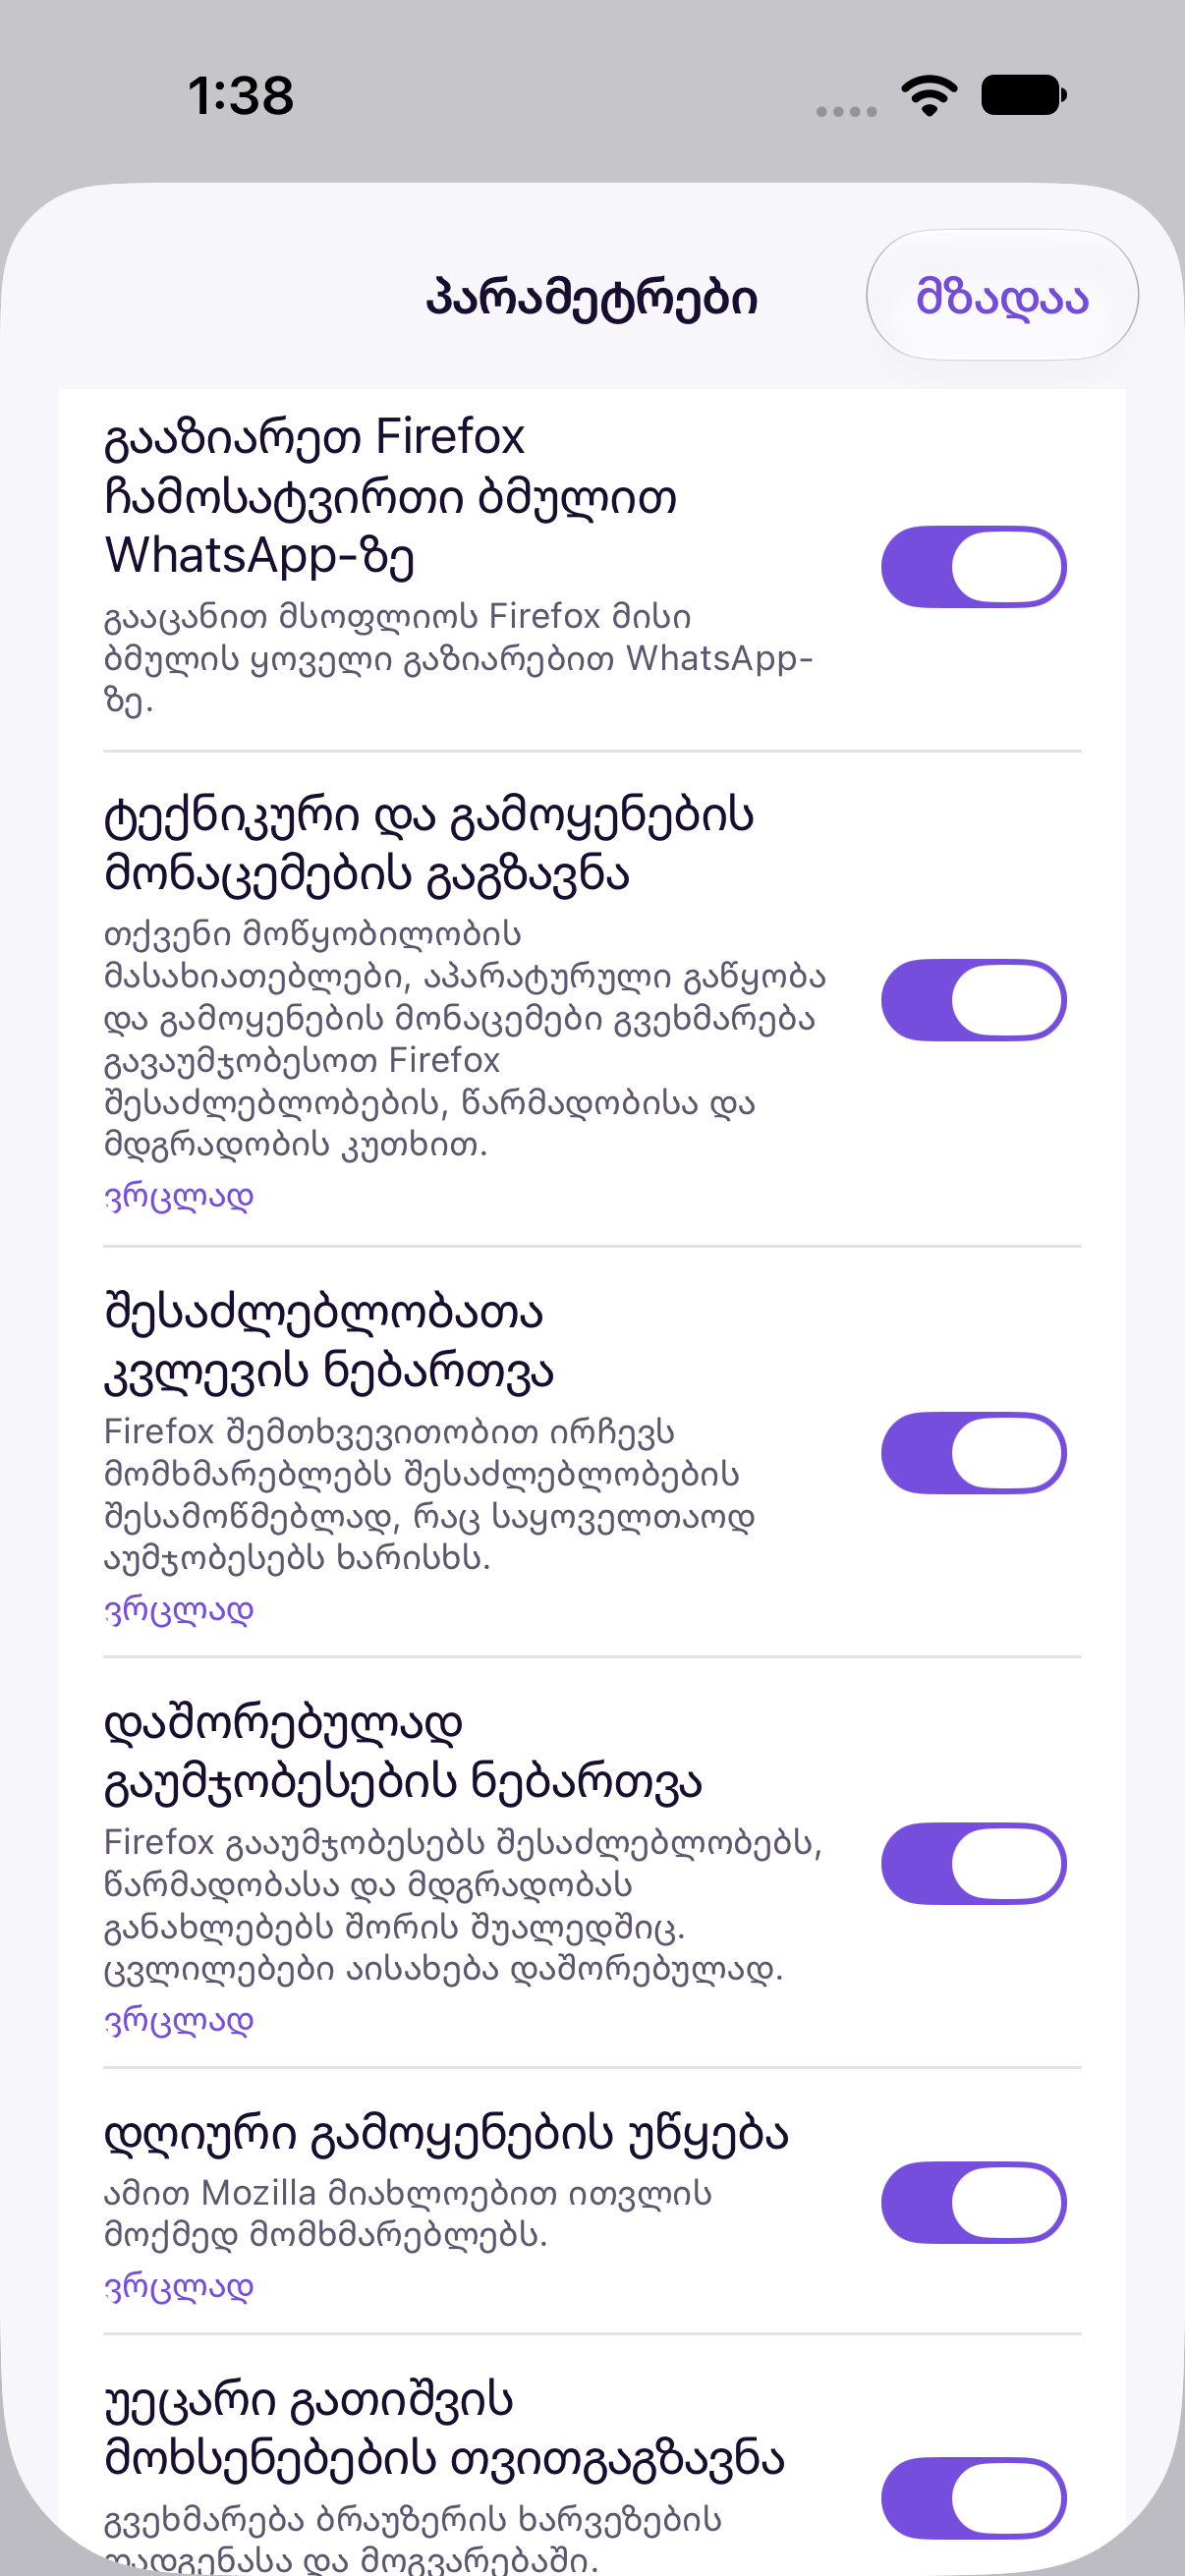 1:38
პარამეტრები
მზადაა
გააზიარეთ Firefox
ჩამოსატვირთი ბმულით
WhatsApp-ზე
გააცანით მსოფლიოს Firefox მისი
ბმულის ყოველი გაზიარებით WhatsApp-
ზე.
ტექნიკური და გამოყენების
მონაცემების გაგზავნა
თქვენი მოწყობილობის
მასახიათებლები, აპარატურული გაწყობა
და გამოყენების მონაცემები გვეხმარება
გავაუმჯობესოთ Firefox
შესაძლებლობების, წარმადობისა და
მდგრადობის კუთხით.
ვრცლად
შესაძლებლობათა
კვლევის ნებართვა
Firefox შემთხვევითობით ირჩევს
მომხმარებლებს შესაძლებლობების
შესამოწმებლად, რაც საყოველთაოდ
აუმჯობესებს ხარისხს.
ვრცლად
დაშორებულად
გაუმჯობესების ნებართვა
Firefox გააუმჯობესებს შესაძლებლობებს,
წარმადობასა და მდგრადობას
განახლებებს შორის შუალედშიც.
ცვლილებები აისახება დაშორებულად.
ვრცლად
დღიური გამოყენების უწყება
ამით Mozilla მიახლოებით ითვლის
მოქმედ მომხმარებლებს.
ვრცლად
უეცარი გათიშვის
მოხსენებების თვითგაგზავნა
გვეხმარება ბრაუზერის ხარვეზების
დადგენასა და მოგვარებაში.